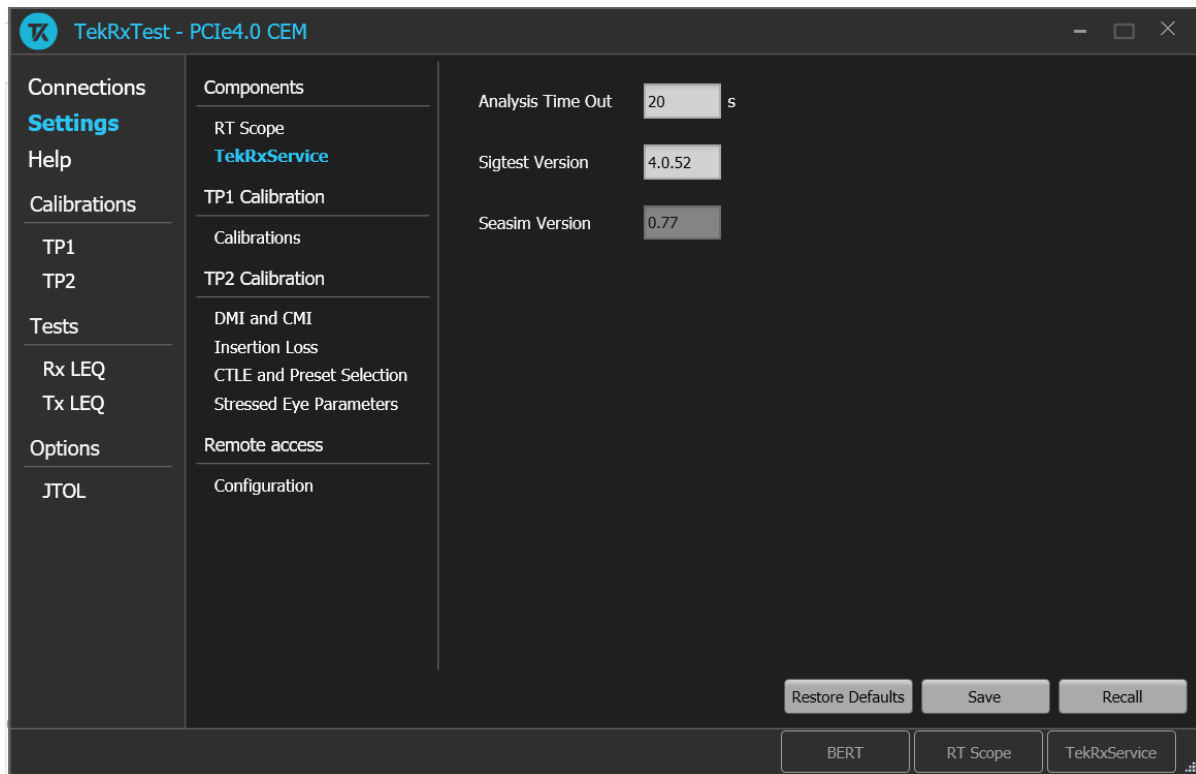 TekRxTest - PCIe4.0 CEM
Connections
Settings
Help
Calibrations
TP1
TP2
Tests
Rx LEQ
Tx LEQ
Options
JTOL
Components
RT Scope
TekRxService
TP1 Calibration
Calibrations
TP2 Calibration
DMI and CMI
Insertion Loss
CTLE and Preset Selection
Stressed Eye Parameters
Remote access
Configuration
Analysis Time Out 20 s
Sigtest Version 4.0.52
Seasim Version 0.77
Restore Defaults Save Recall
BERT RT Scope TekRxService